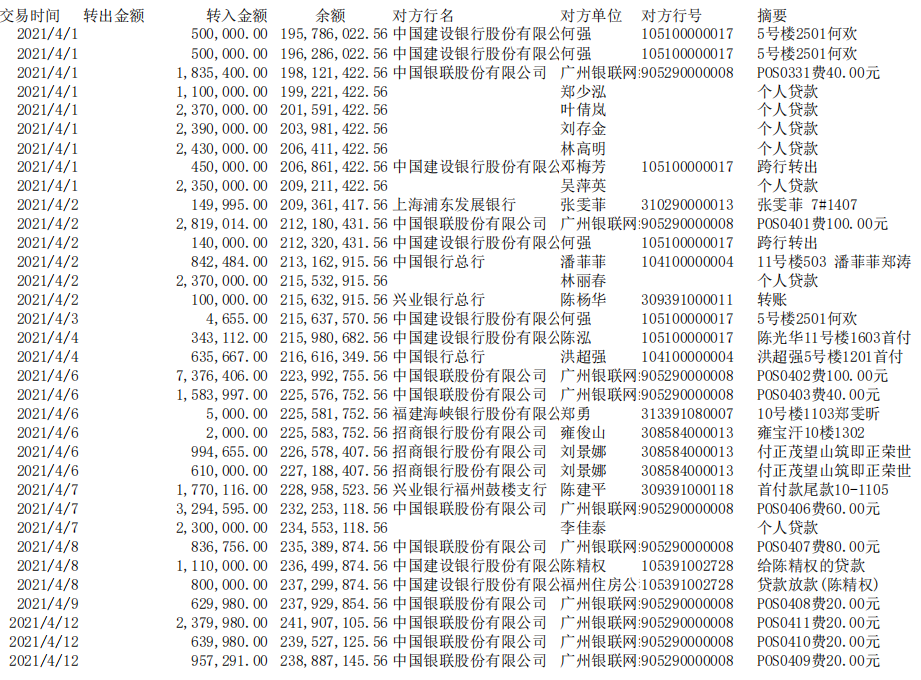 交易时间 转出金额 转入金额 余额 对方行名 对方单位 对方行号 摘要
2021/4/1 500,000.00 195,786,022.56 中国建设银行股份有限公 何强 105100000017 5号楼2501何欢
2021/4/1 500,000.00 196,286,022.56 中国建设银行股份有限公 何强 105100000017 5号楼2501何欢
2021/4/1 1,835,400.00 198,121,422.56 中国银联股份有限公司 广州银联网 905290000008 POS0331费40.00元
2021/4/1 1,100,000.00 199,221,422.56 郑少泓 个人贷款
2021/4/1 2,370,000.00 201,591,422.56 叶倩岚 个人贷款
2021/4/1 2,390,000.00 203,981,422.56 刘存金 个人贷款
2021/4/1 2,430,000.00 206,411,422.56 林高明 个人贷款
2021/4/1 450,000.00 206,861,422.56 中国建设银行股份有限公 邓梅芳 105100000017 跨行转出
2021/4/1 2,350,000.00 209,211,422.56 吴萍英 个人贷款
2021/4/2 149,995.00 209,361,417.56 上海浦东发展银行 张雯菲 310290000013 张雯菲 7#1407
2021/4/2 2,819,014.00 212,180,431.56 中国银联股份有限公司 广州银联网 905290000008 POS0401费100.00元
2021/4/2 140,000.00 212,320,431.56 中国建设银行股份有限公 何强 105100000017 跨行转出
2021/4/2 842,484.00 213,162,915.56 中国银行总行 潘菲菲 104100000004 11号楼503 潘菲菲郑涛
2021/4/2 2,370,000.00 215,532,915.56 林丽春 个人贷款
2021/4/2 100,000.00 215,632,915.56 兴业银行总行 陈杨华 309391000011 转账
2021/4/3 4,655.00 215,637,570.56 中国建设银行股份有限公 何强 105100000017 5号楼2501何欢
2021/4/4 343,112.00 215,980,682.56 中国建设银行股份有限公 陈泓 105100000017 陈光华11号楼1603首付
2021/4/4 635,667.00 216,616,349.56 中国银行总行 洪超强 104100000004 洪超强5号楼1201首付
2021/4/6 7,376,406.00 223,992,755.56 中国银联股份有限公司 广州银联网 905290000008 POS0402费100.00元
2021/4/6 1,583,997.00 225,576,752.56 中国银联股份有限公司 广州银联网 905290000008 POS0403费40.00元
2021/4/6 5,000.00 225,581,752.56 福建海峡银行股份有限公 郑勇 313391080007 10号楼1103郑雯昕
2021/4/6 2,000.00 225,583,752.56 招商银行股份有限公司 雍俊山 308584000013 雍宝汗10楼1302
2021/4/6 994,655.00 226,578,407.56 招商银行股份有限公司 刘景娜 308584000013 付正茂望山筑即正荣世
2021/4/6 610,000.00 227,188,407.56 招商银行股份有限公司 刘景娜 308584000013 付正茂望山筑即正荣世
2021/4/7 1,770,116.00 228,958,523.56 兴业银行福州鼓楼支行 陈建平 309391000118 首付款尾款10-1105
2021/4/7 3,294,595.00 232,253,118.56 中国银联股份有限公司 广州银联网 905290000008 POS0406费60.00元
2021/4/7 2,300,000.00 234,553,118.56 李佳泰 个人贷款
2021/4/8 836,756.00 235,389,874.56 中国银联股份有限公司 广州银联网 905290000008 POS0407费80.00元
2021/4/8 1,110,000.00 236,499,874.56 中国建设银行股份有限公 陈精权 105391002728 给陈精权的贷款
2021/4/8 800,000.00 237,299,874.56 中国建设银行股份有限公 福州住房公 105391002728 贷款放款(陈精权)
2021/4/9 629,980.00 237,929,854.56 中国银联股份有限公司 广州银联网 905290000008 POS0408费20.00元
2021/4/12 2,379,980.00 241,907,105.56 中国银联股份有限公司 广州银联网 905290000008 POS0411费20.00元
2021/4/12 639,980.00 239,527,125.56 中国银联股份有限公司 广州银联网 905290000008 POS0410费20.00元
2021/4/12 957,291.00 238,887,145.56 中国银联股份有限公司 广州银联网 905290000008 POS0409费20.00元